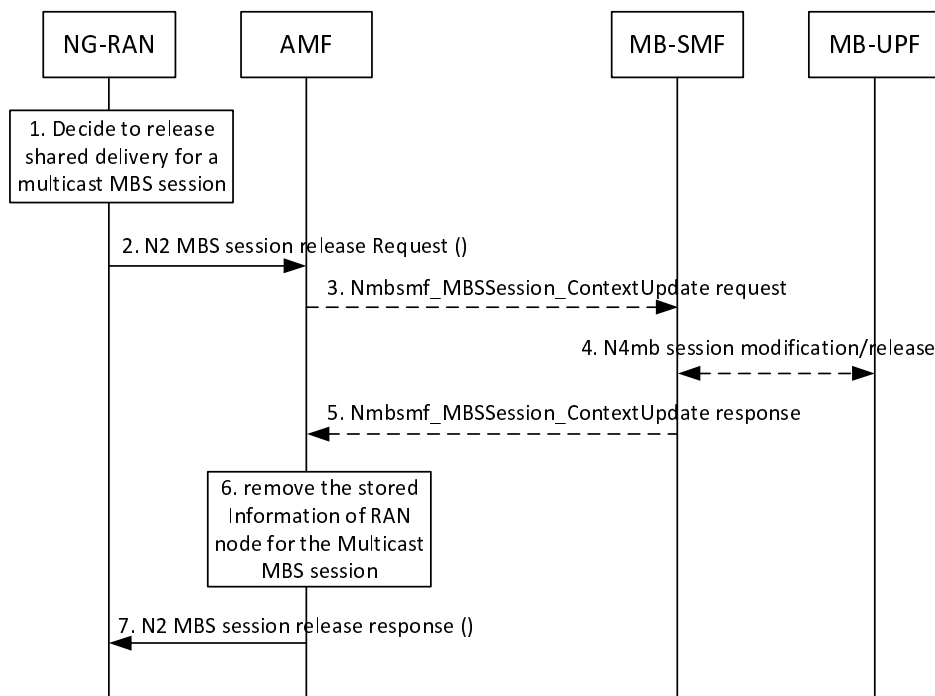 NG-RAN
AMF
MB-SMF
MB-UPF
1. Decide to release
shared delivery for a
multicast MBS session
2. N2 MBS session release Request ()
3. Nmbsmf_MBSSession_ContextUpdate request
4. N4mb session modification/release
5. Nmbsmf_MBSSession_ContextUpdate response
6. remove the stored
Information of RAN
node for the Multicast
MBS session
7. N2 MBS session release response ()